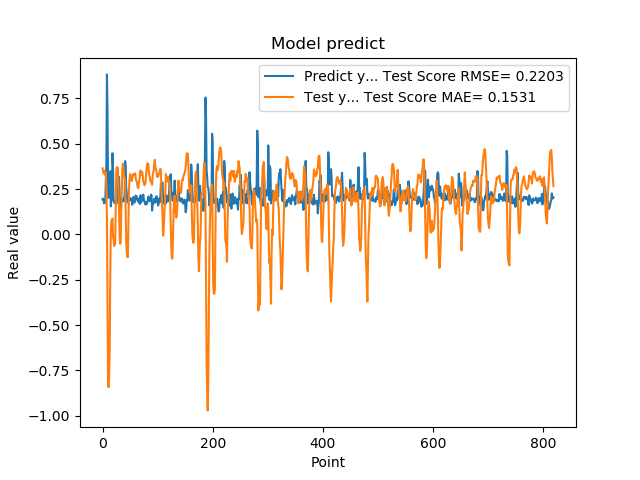 Model predict
Predict y... Test Score RMSE= 0.2203
Test y... Test Score MAE= 0.1531
Real value
0.75
0.50
0.25
0.00
−0.25
−0.50
−0.75
−1.00
0 200 400 600 800
Point